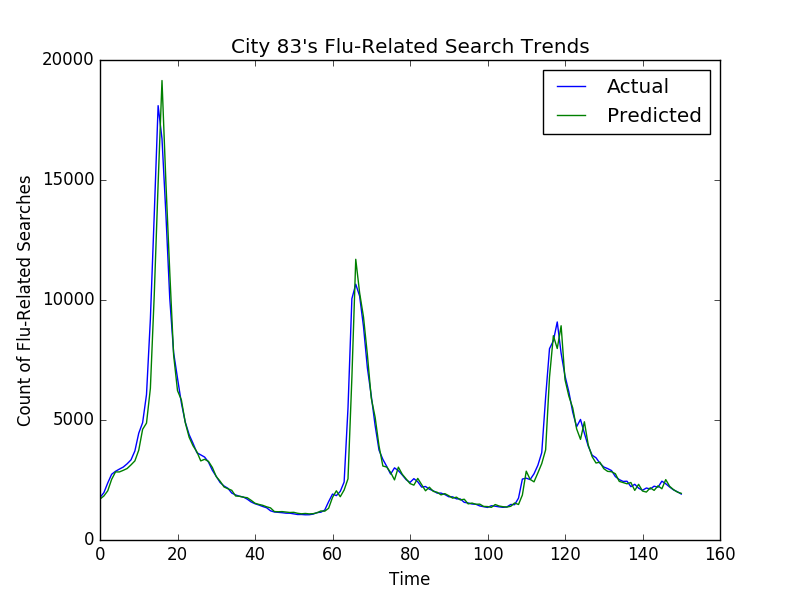 City 83's Flu-Related Search Trends
20000
15000
10000
5000
0
Count of Flu-Related Searches
Actual
Predicted
0 20 40 60 80 100 120 140 160
Time